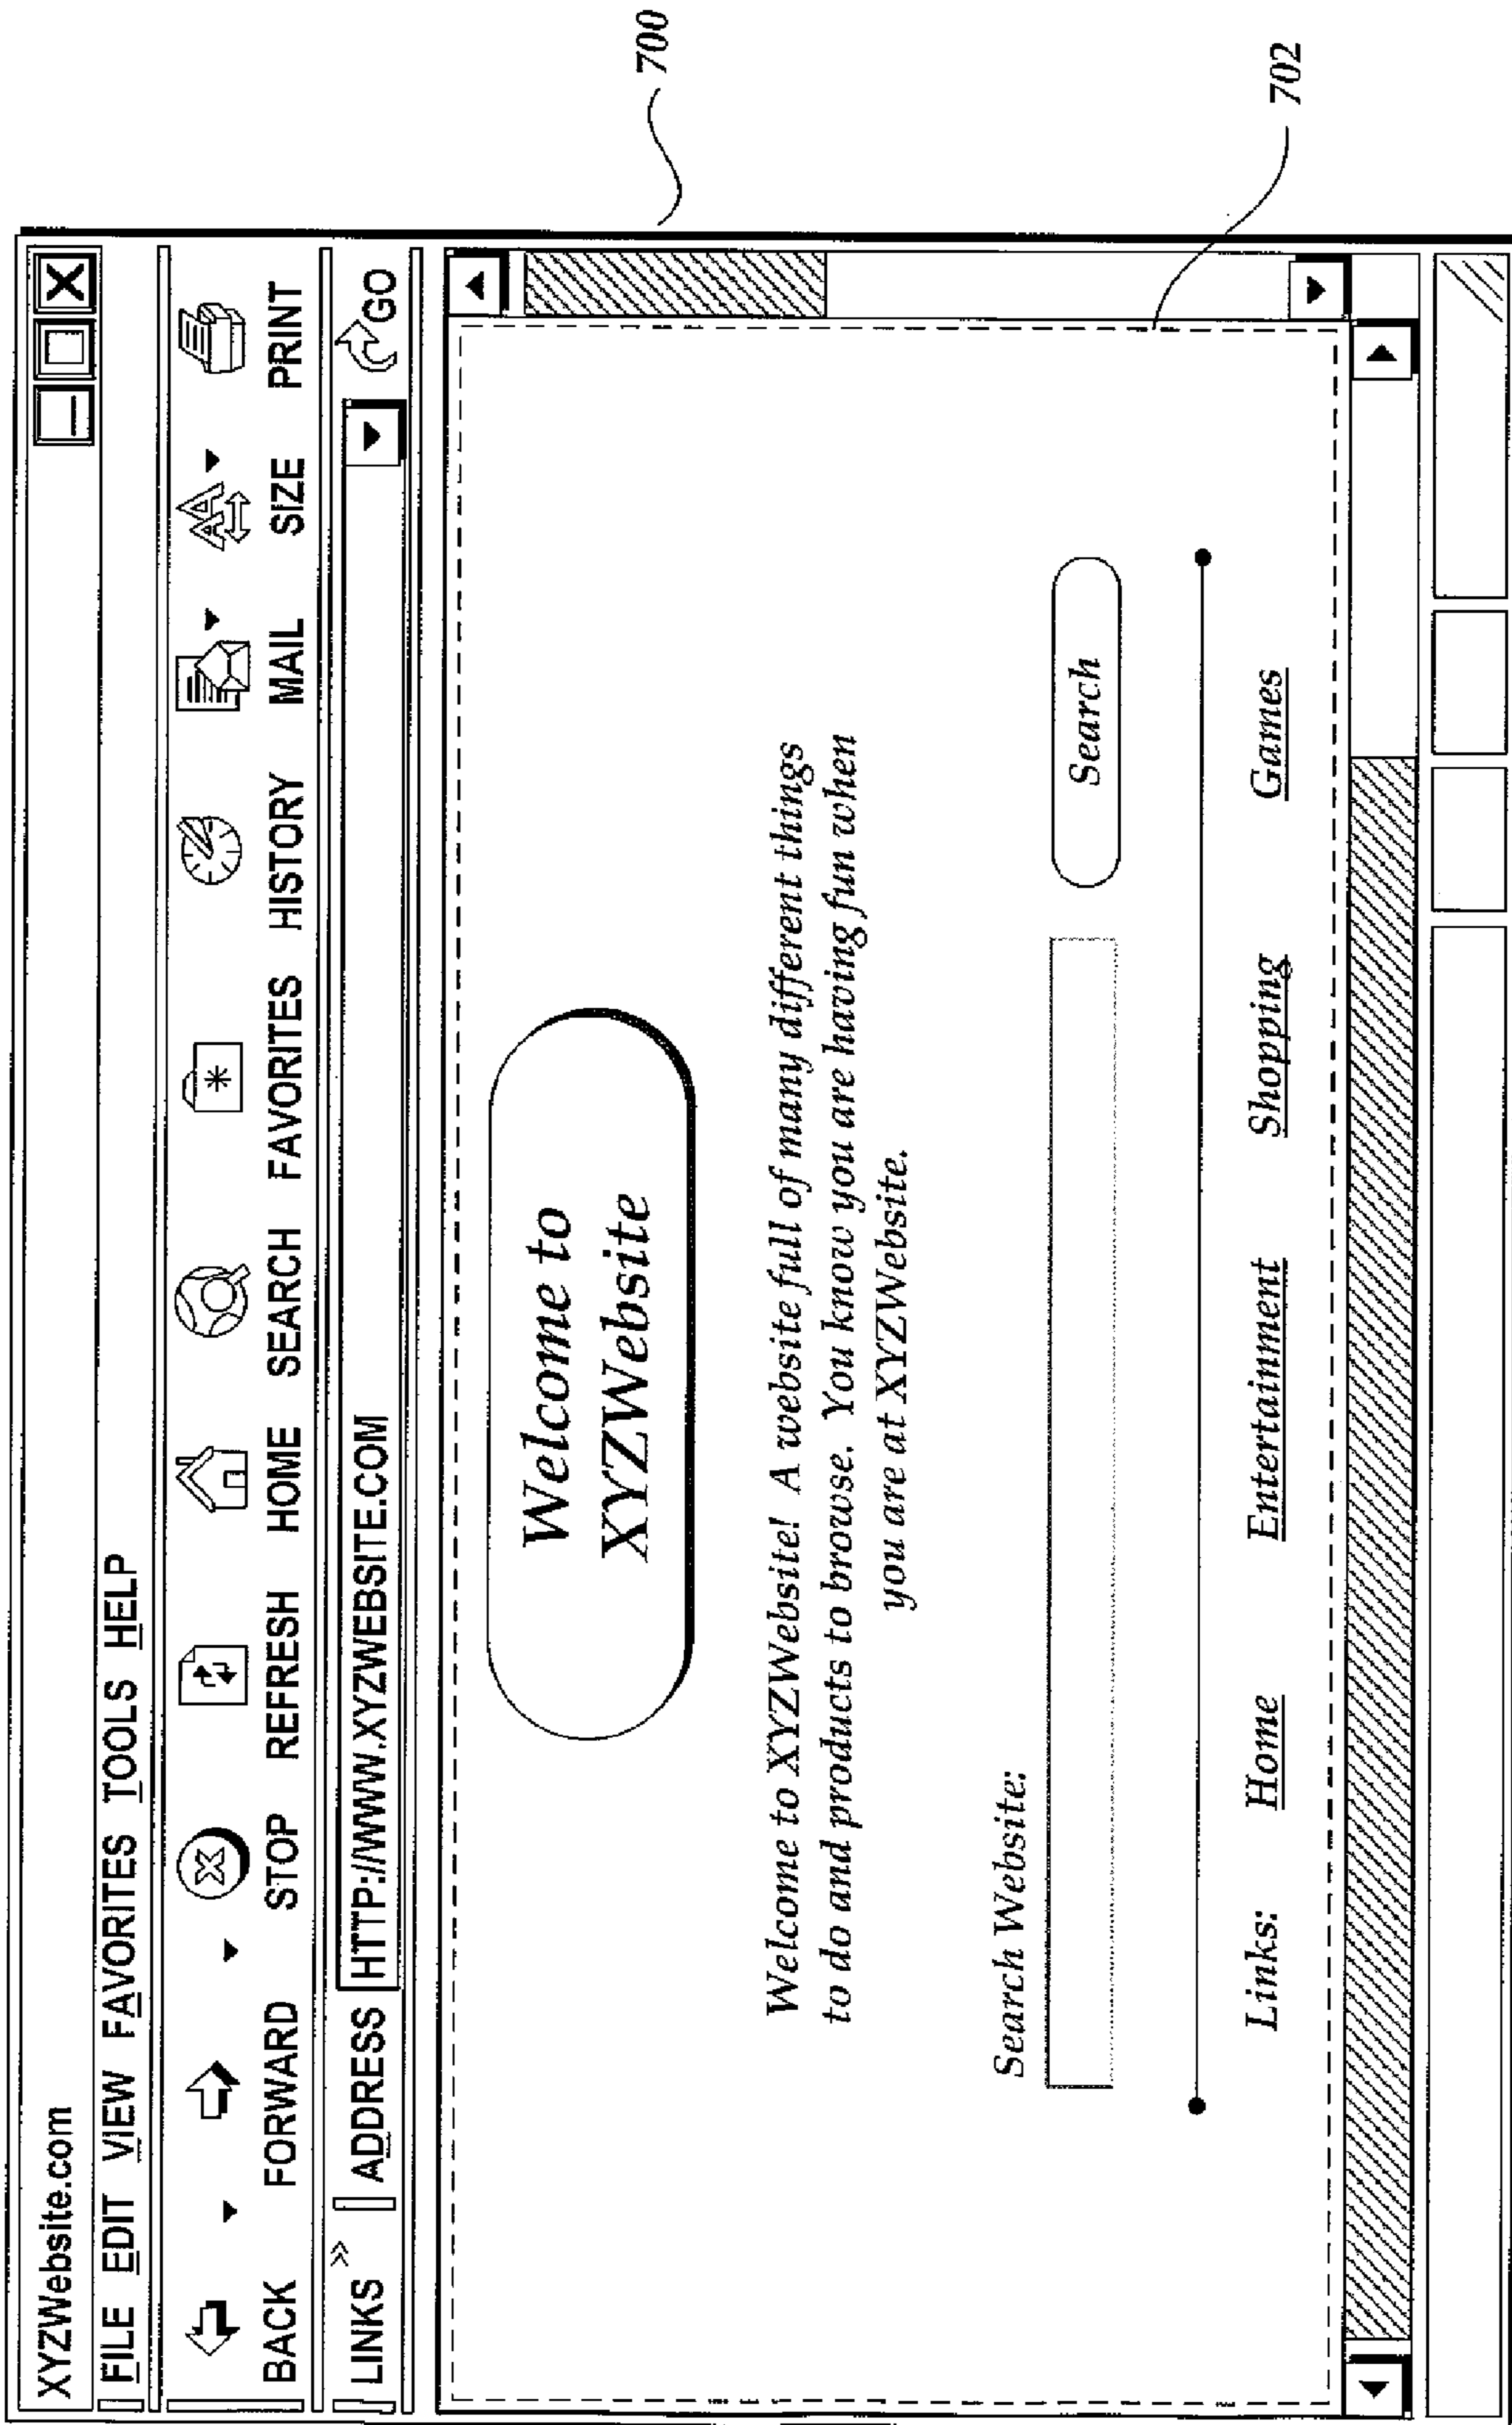 XYZWebsite.com
FILE EDIT VIEW FAVORITES TOOLS HELP
BACK FORWARD STOP REFRESH HOME SEARCH FAVORITES HISTORY MAIL SIZE PRINT
LINKS » ADDRESS HTTP://WWW.XYZWEBSITE.COM GO
Welcome to
XYZWebsite
Welcome to XYZWebsite! A website full of many different things
to do and products to browse. You know you are having fun when
you are at XYZWebsite.
Search Website:
Search
Links: Home Entertainment Shopping Games
700
702